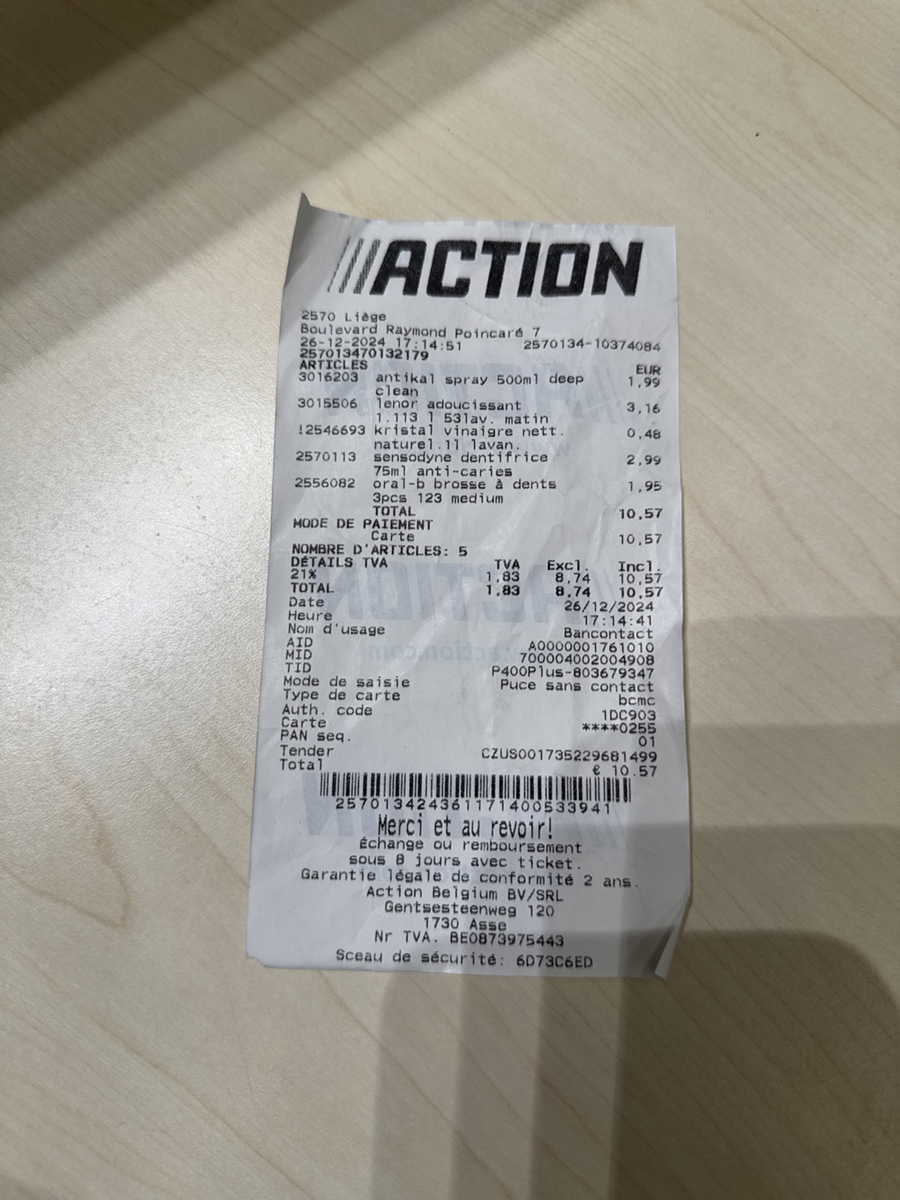 ACTION
2570 Liège
Boulevard Raymond Poincaré 7
26-12-2024 17:14:51 2570134-10374084
257013470132179
ARTICLES EUR
3016203 antikal spray 500ml deep 1,99
clean
3015506 lenor adoucissant 3,16
1.113 l 53lav. matin
!2546693 kristal vinaigre nett. 0,48
naturel.1l lavan.
2570113 sensodyne dentifrice 2,99
75ml anti-caries
2556082 oral-b brosse à dents 1,95
3pcs 123 medium
TOTAL 10,57
MODE DE PAIEMENT
Carte 10,57
NOMBRE D'ARTICLES: 5
DÉTAILS TVA TVA Excl. Incl.
21% 1,83 8,74 10,57
TOTAL 1,83 8,74 10,57
Date 26/12/2024
Heure 17:14:41
Nom d'usage Bancontact
AID A0000001761010
MID 700004002004908
TID P400Plus-803679347
Mode de saisie Puce sans contact
Type de carte bcmc
Auth. code 1DC903
Carte ****0255
PAN seq. 01
Tender CZUS001735229681499
Total € 10.57
257013424361171400533941
Merci et au revoir!
Échange ou remboursement
sous 8 jours avec ticket.
Garantie légale de conformité 2 ans.
Action Belgium BV/SRL
Gentsesteenweg 120
1730 Asse
Nr TVA. BE0873975443
Sceau de sécurité: 6D73C6ED